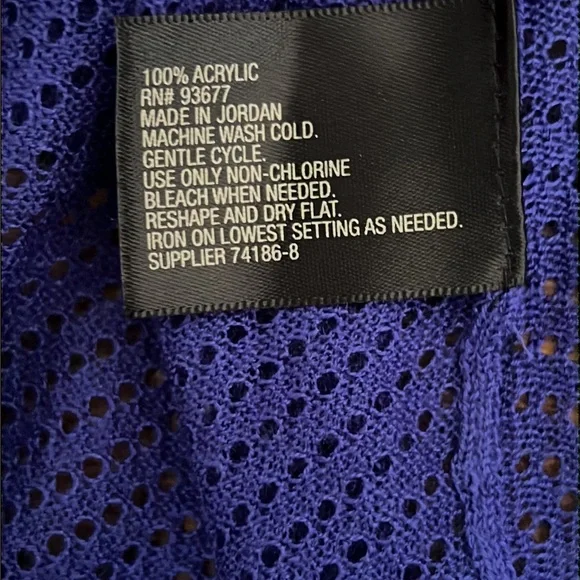 100% ACRYLIC
RN# 93677
MADE IN JORDAN
MACHINE WASH COLD.
GENTLE CYCLE.
USE ONLY NON-CHLORINE
BLEACH WHEN NEEDED.
RESHAPE AND DRY FLAT.
IRON ON LOWEST SETTING AS NEEDED.
SUPPLIER 74186-8